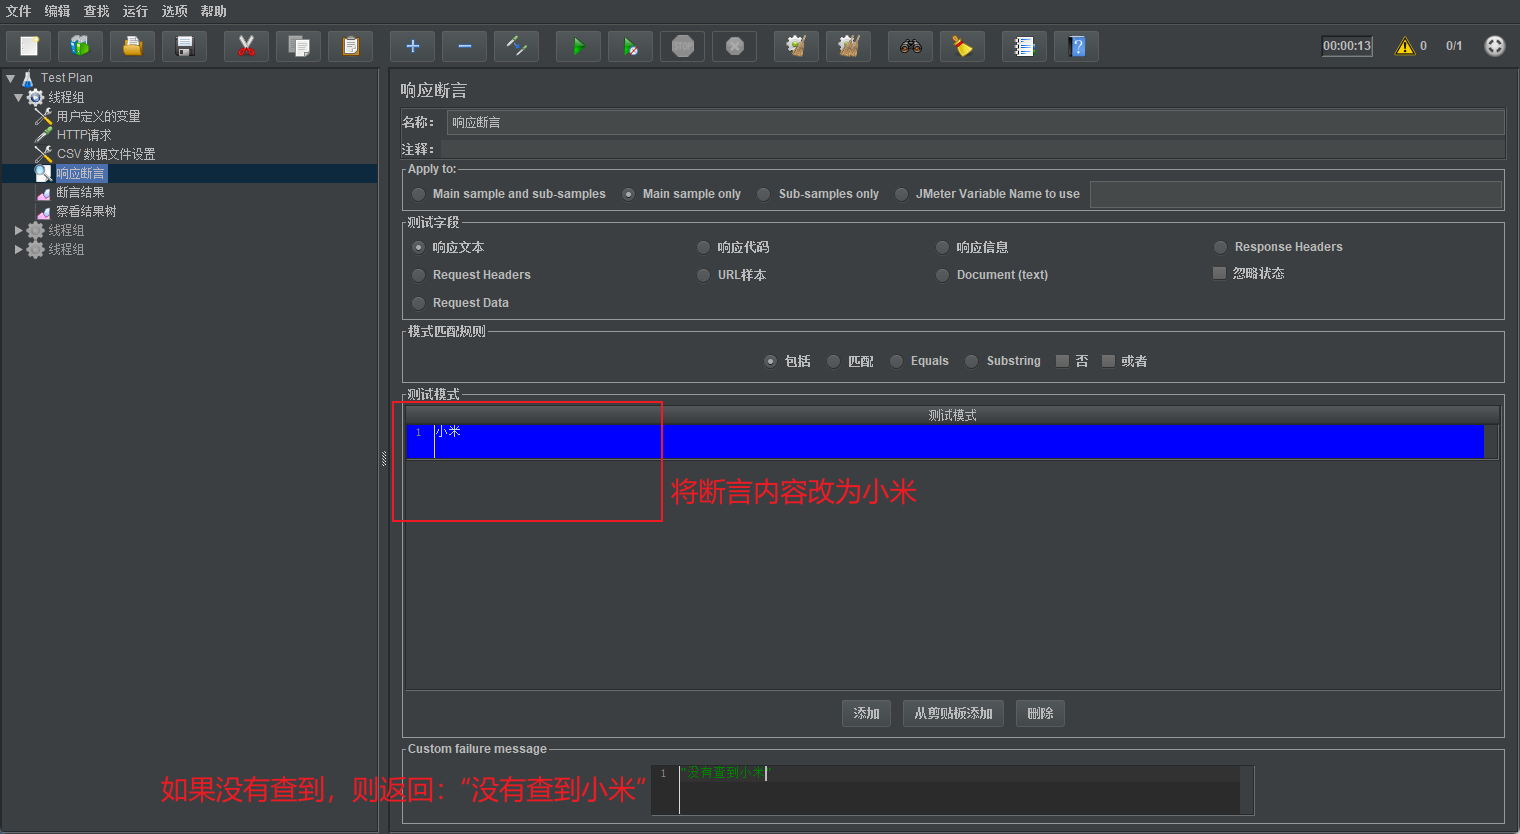 文件 编辑 查找 运行 选项 帮助
STOP
00:00:13 0 0/1
Test Plan
线程组
用户定义的变量
HTTP请求
CSV 数据文件设置
响应断言
断言结果
察看结果树
线程组
线程组
响应断言
名称: 响应断言
注释:
Apply to:
Main sample and sub-samples Main sample only Sub-samples only JMeter Variable Name to use
测试字段
响应文本 响应代码 响应信息 Response Headers
Request Headers URL样本 Document (text) 忽略状态
Request Data
模式匹配规则
包括 匹配 Equals Substring 否 或者
测试模式
测试模式
1 小米
将断言内容改为小米
添加 从剪贴板添加 删除
Custom failure message
1 "没有查到小米"
如果没有查到，则返回：“没有查到小米”